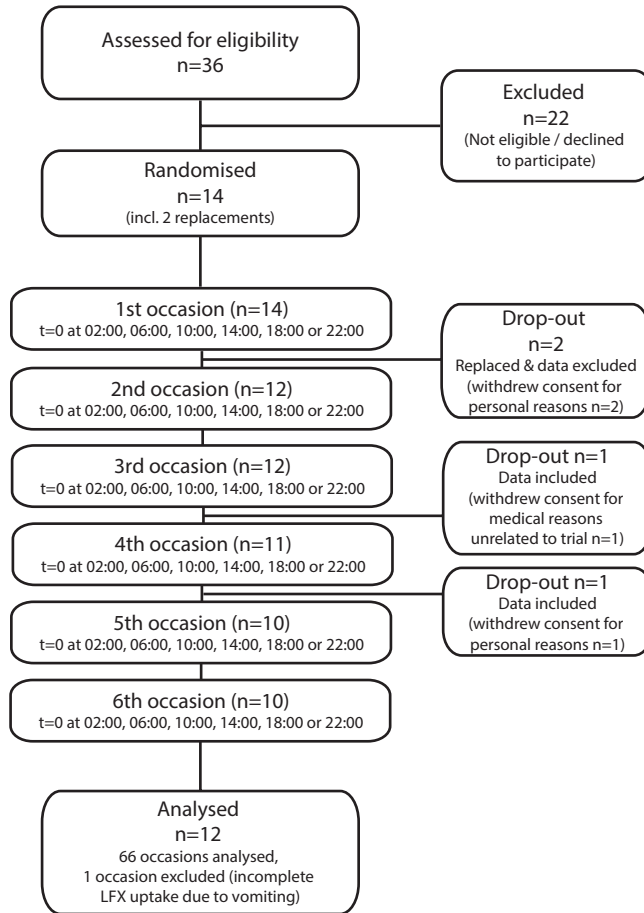 Assessed for eligibility
n=36
Excluded
n=22
(Not eligible / declined
to participate)
Randomised
n=14
(incl. 2 replacements)
1st occasion (n=14)
t=0 at 02:00, 06:00, 10:00, 14:00, 18:00 or 22:00
Drop-out
n=2
Replaced & data excluded
(withdrew consent for
personal reasons n=2)
2nd occasion (n=12)
t=0 at 02:00, 06:00, 10:00, 14:00, 18:00 or 22:00
3rd occasion (n=12)
t=0 at 02:00, 06:00, 10:00, 14:00, 18:00 or 22:00
Drop-out n=1
Data included
(withdrew consent for
medical reasons
unrelated to trial n=1)
4th occasion (n=11)
t=0 at 02:00, 06:00, 10:00, 14:00, 18:00 or 22:00
Drop-out n=1
Data included
(withdrew consent for
personal reasons n=1)
5th occasion (n=10)
t=0 at 02:00, 06:00, 10:00, 14:00, 18:00 or 22:00
6th occasion (n=10)
t=0 at 02:00, 06:00, 10:00, 14:00, 18:00 or 22:00
Analysed
n=12
66 occasions analysed,
1 occasion excluded (incomplete
LFX uptake due to vomiting)